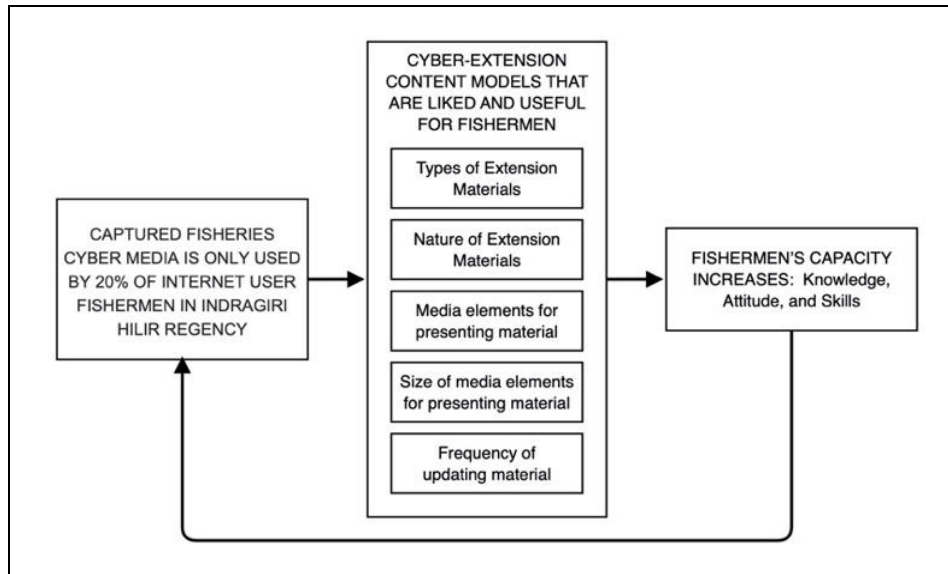 CAPTURED FISHERIES
CYBER MEDIA IS ONLY USED
BY 20% OF INTERNET USER
FISHERMEN IN INDRAGIRI
HILIR REGENCY
CYBER-EXTENSION
CONTENT MODELS THAT
ARE LIKED AND USEFUL
FOR FISHERMEN
Types of Extension
Materials
Nature of Extension
Materials
Media elements for
presenting material
Size of media elements
for presenting material
Frequency of
updating material
FISHERMEN’S CAPACITY
INCREASES: Knowledge,
Attitude, and Skills